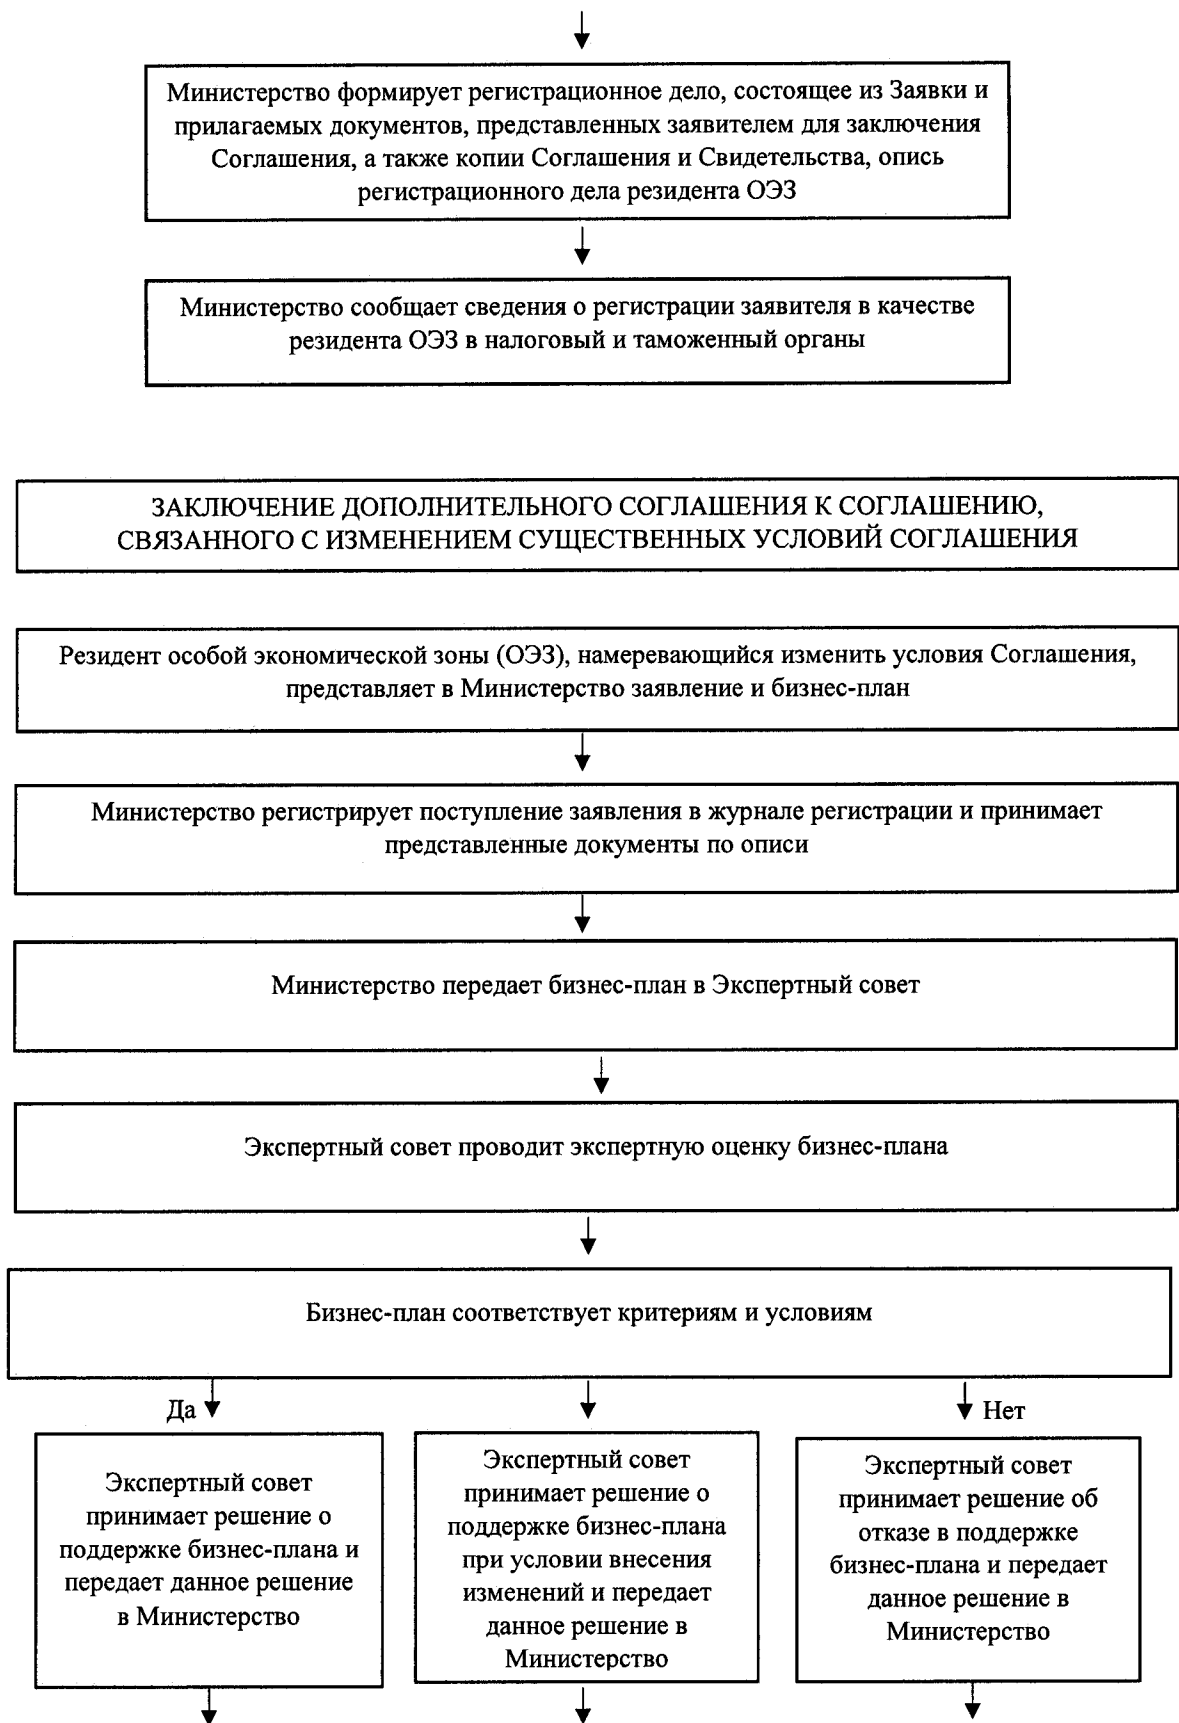 Министерство формирует регистрационное дело, состоящее из Заявки и
прилагаемых документов, представленных заявителем для заключения
Соглашения, а также копии Соглашения и Свидетельства, опись
регистрационного дела резидента ОЭЗ
Министерство сообщает сведения о регистрации заявителя в качестве
резидента ОЭЗ в налоговый и таможенный органы
ЗАКЛЮЧЕНИЕ ДОПОЛНИТЕЛЬНОГО СОГЛАШЕНИЯ К СОГЛАШЕНИЮ,
СВЯЗАННОГО С ИЗМЕНЕНИЕМ СУЩЕСТВЕННЫХ УСЛОВИЙ СОГЛАШЕНИЯ
Резидент особой экономической зоны (ОЭЗ), намеревающийся изменить условия Соглашения,
представляет в Министерство заявление и бизнес-план
Министерство регистрирует поступление заявления в журнале регистрации и принимает
представленные документы по описи
Министерство передает бизнес-план в Экспертный совет
Экспертный совет проводит экспертную оценку бизнес-плана
Бизнес-план соответствует критериям и условиям
Да
Нет
Экспертный совет
принимает решение о
поддержке бизнес-плана и
передает данное решение
в Министерство
Экспертный совет
принимает решение о
поддержке бизнес-плана
при условии внесения
изменений и передает
данное решение в
Министерство
Экспертный совет
принимает решение об
отказе в поддержке
бизнес-плана и передает
данное решение в
Министерство